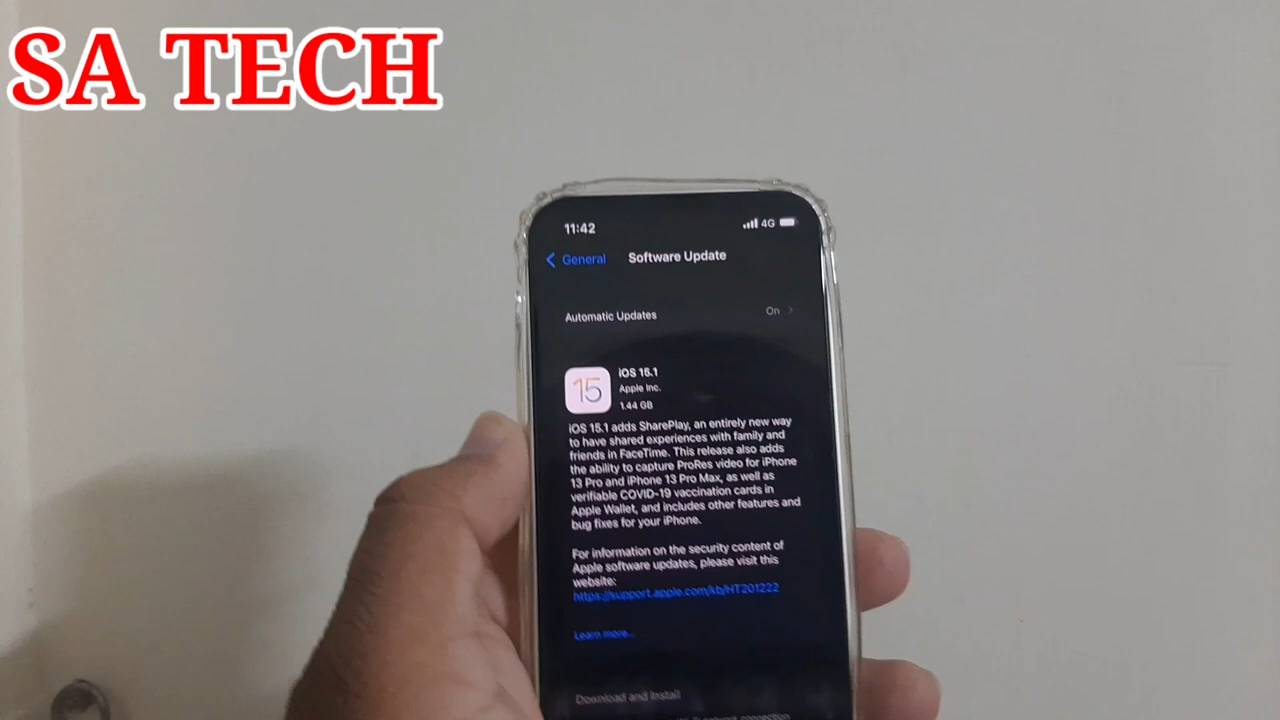 SA TECH
11:42
4G
General
Software Update
Automatic Updates
On
iOS 15.1
Apple Inc.
15
1.44 GB
iOS 15.1 adds SharePlay, an entirely new way
to have shared experiences with family and
friends in FaceTime. This release also adds
the ability to capture ProRes video for iPhone
13 Pro and iPhone 13 Pro Max, as well as
verifiable COVID-19 vaccination cards in
Apple Wallet, and includes other features and
bug fixes for your iPhone.
For information on the security content of
Apple software updates, please visit this
website:
https://support.apple.com/kb/HT201222
Learn more...
Download and Install
network connection